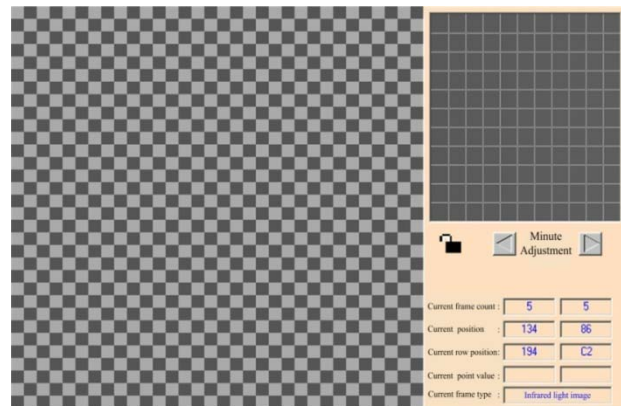 Minute
Adjustment
Current frame count : 5 5
Current position : 134 86
Current row position: 194 C2
Current point value :
Current frame type : Infrared light image